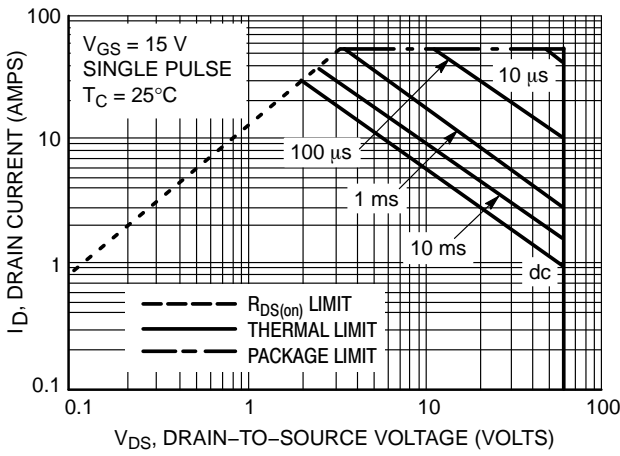 100
V_GS = 15 V
SINGLE PULSE
T_C = 25°C
10 µs
10
100 µs
1 ms
10 ms
1
dc
R_DS(on) LIMIT
THERMAL LIMIT
PACKAGE LIMIT
0.1
0.1
1
10
100
I_D, DRAIN CURRENT (AMPS)
V_DS, DRAIN−TO−SOURCE VOLTAGE (VOLTS)